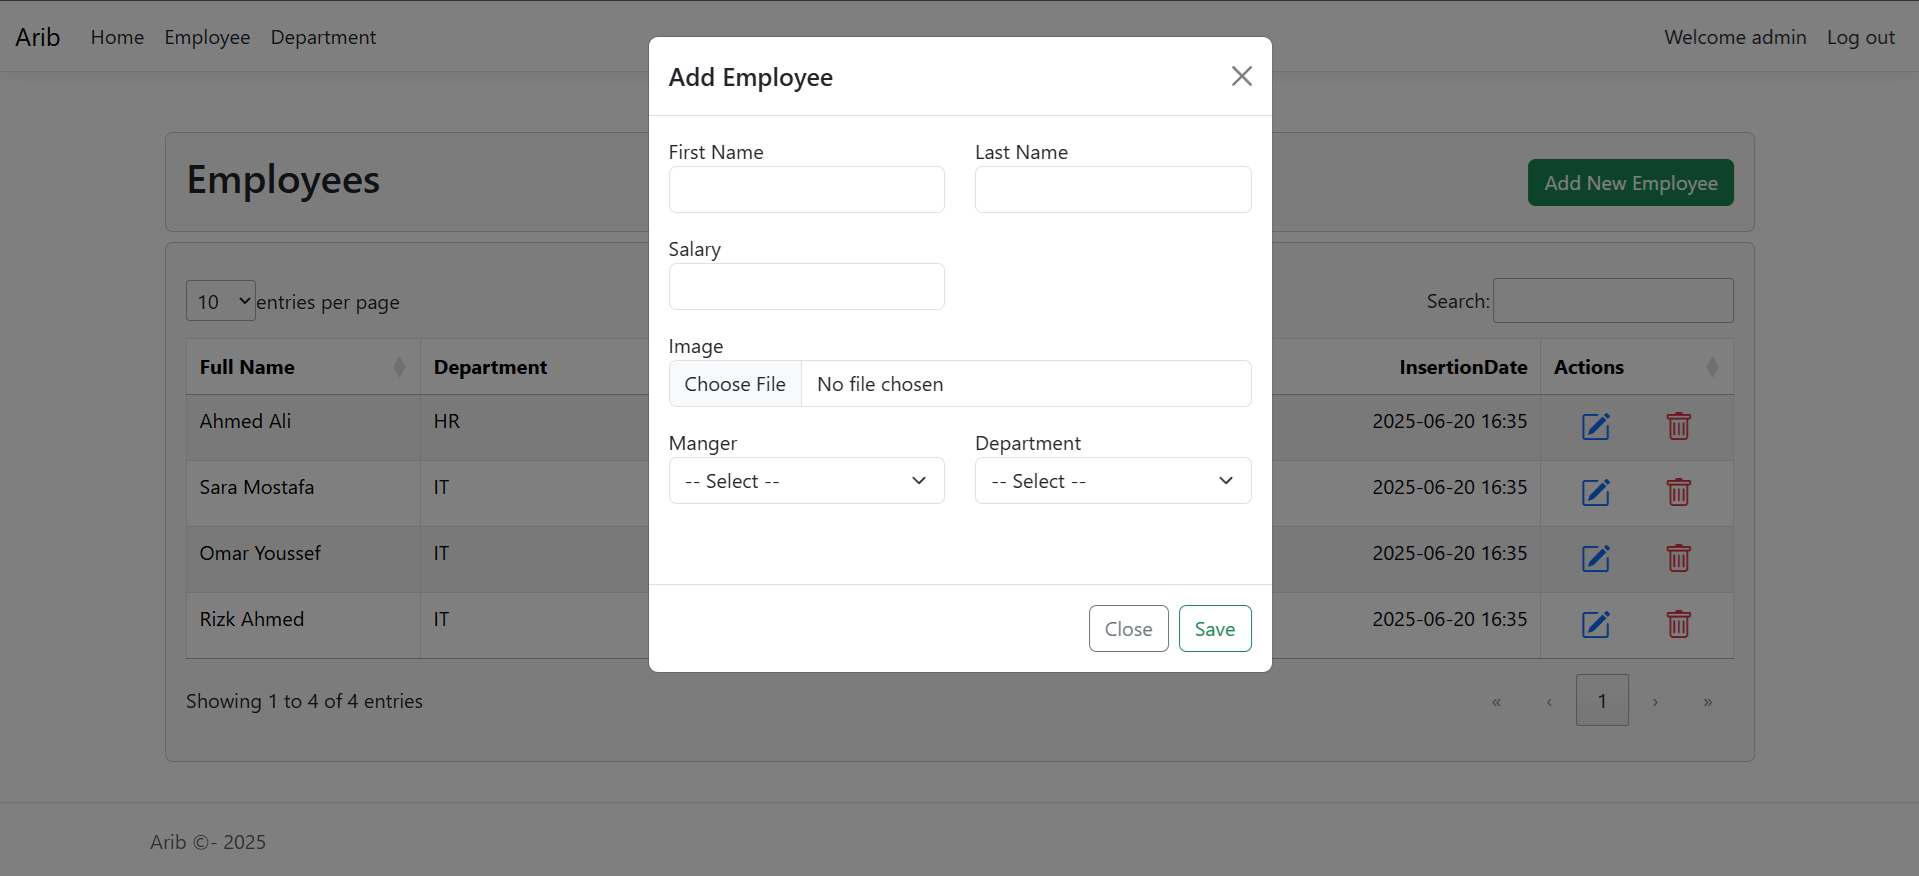 Arib Home Employee Department Welcome admin Log out
Add Employee
First Name Last Name
Salary
Image
Choose File No file chosen
Manger Department
-- Select -- -- Select --
Close Save
Employees Add New Employee
10 entries per page Search:
Full Name Department InsertionDate Actions
Ahmed Ali HR 2025-06-20 16:35
Sara Mostafa IT 2025-06-20 16:35
Omar Youssef IT 2025-06-20 16:35
Rizk Ahmed IT 2025-06-20 16:35
Showing 1 to 4 of 4 entries « ‹ 1 › »
Arib ©- 2025